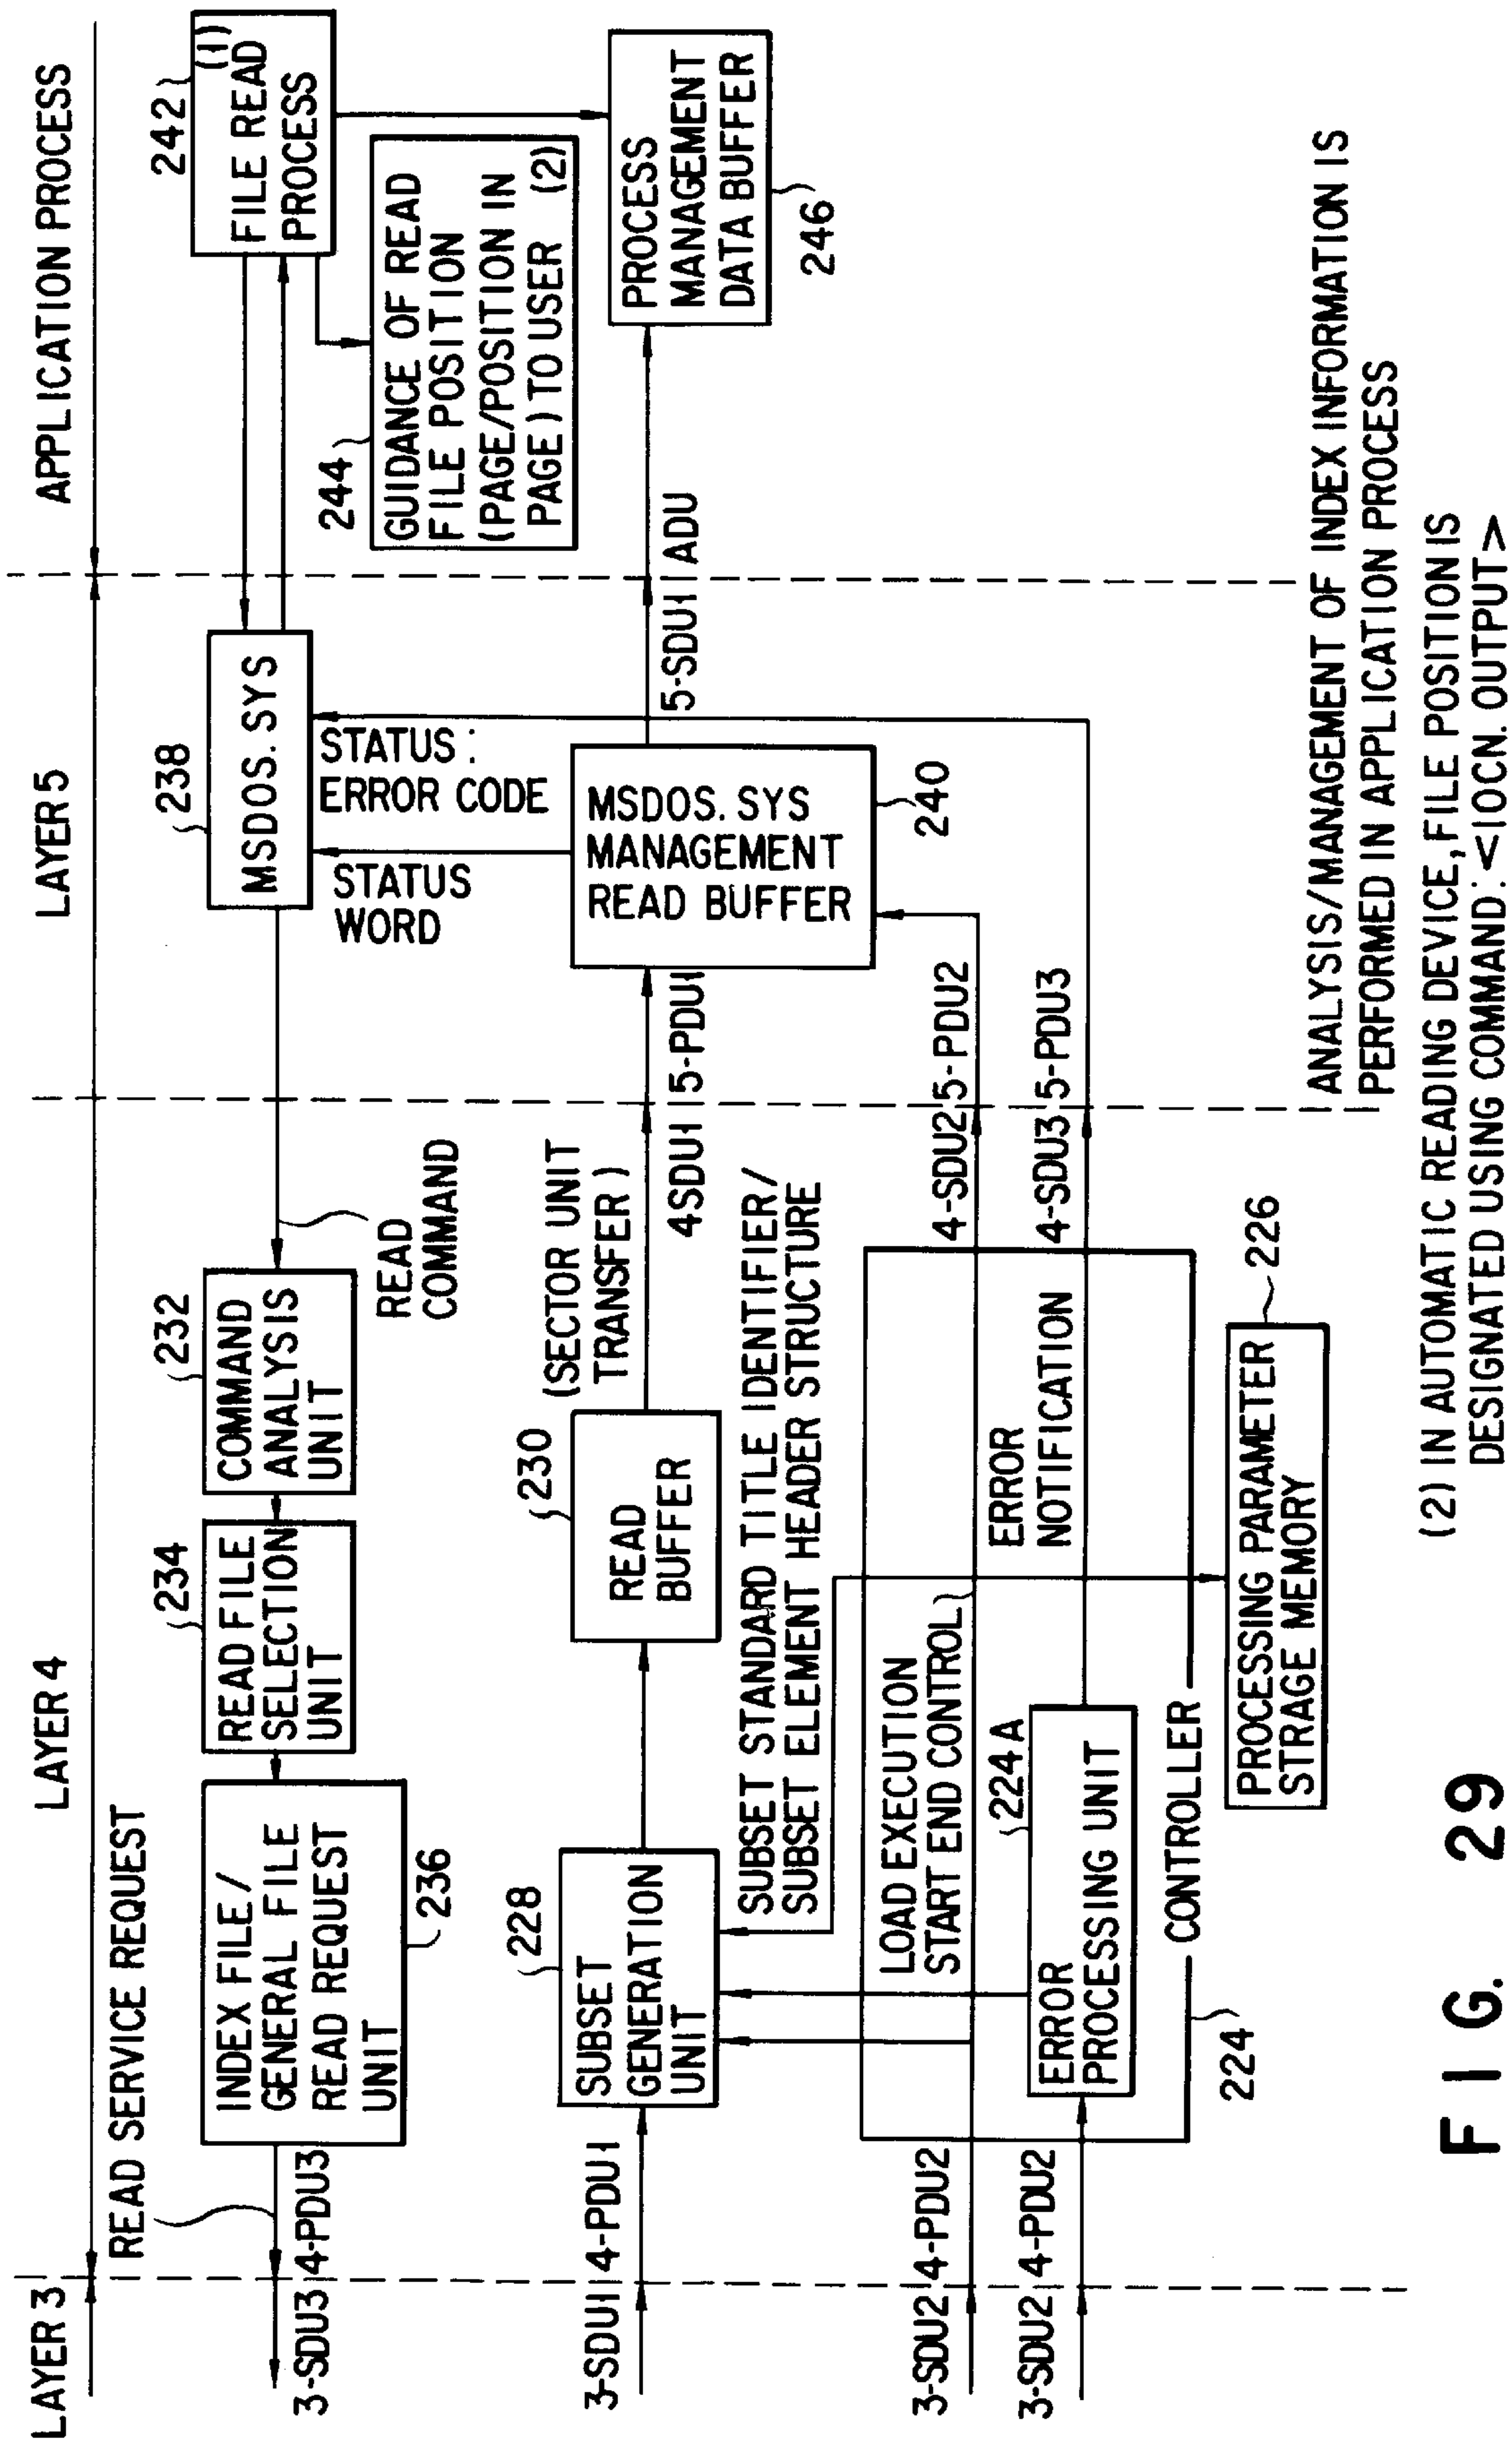 LAYER 3
LAYER 4
LAYER 5
APPLICATION PROCESS
READ SERVICE REQUEST
3-SDU3
4-PDU3
INDEX FILE/
GENERAL FILE
READ REQUEST
UNIT
236
234
READ FILE
SELECTION
UNIT
232
COMMAND
ANALYSIS
UNIT
READ
COMMAND
238
MSDOS. SYS
STATUS :
ERROR CODE
STATUS
WORD
242
(1)
FILE READ
PROCESS
244
GUIDANCE OF READ
FILE POSITION
(PAGE/POSITION IN
PAGE) TO USER (2)
3-SDU1
4-PDU1
228
SUBSET
GENERATION
UNIT
230
READ
BUFFER
(SECTOR UNIT
TRANSFER)
4SDU1
5-PDU1
MSDOS. SYS
MANAGEMENT
READ BUFFER
240
5-SDU1
ADU
PROCESS
MANAGEMENT
DATA BUFFER
246
SUBSET STANDARD TITLE IDENTIFIER/
SUBSET ELEMENT HEADER STRUCTURE
3-SDU2
4-PDU2
LOAD EXECUTION
START END CONTROL
4-SDU2
5-PDU2
3-SDU2
4-PDU2
224A
ERROR
PROCESSING UNIT
ERROR
NOTIFICATION
4-SDU3
5-PDU3
CONTROLLER
224
226
PROCESSING PARAMETER
STRAGE MEMORY
ANALYSIS/MANAGEMENT OF INDEX INFORMATION IS
PERFORMED IN APPLICATION PROCESS
(2) IN AUTOMATIC READING DEVICE, FILE POSITION IS
DESIGNATED USING COMMAND: <IOCN. OUTPUT>
FIG. 29